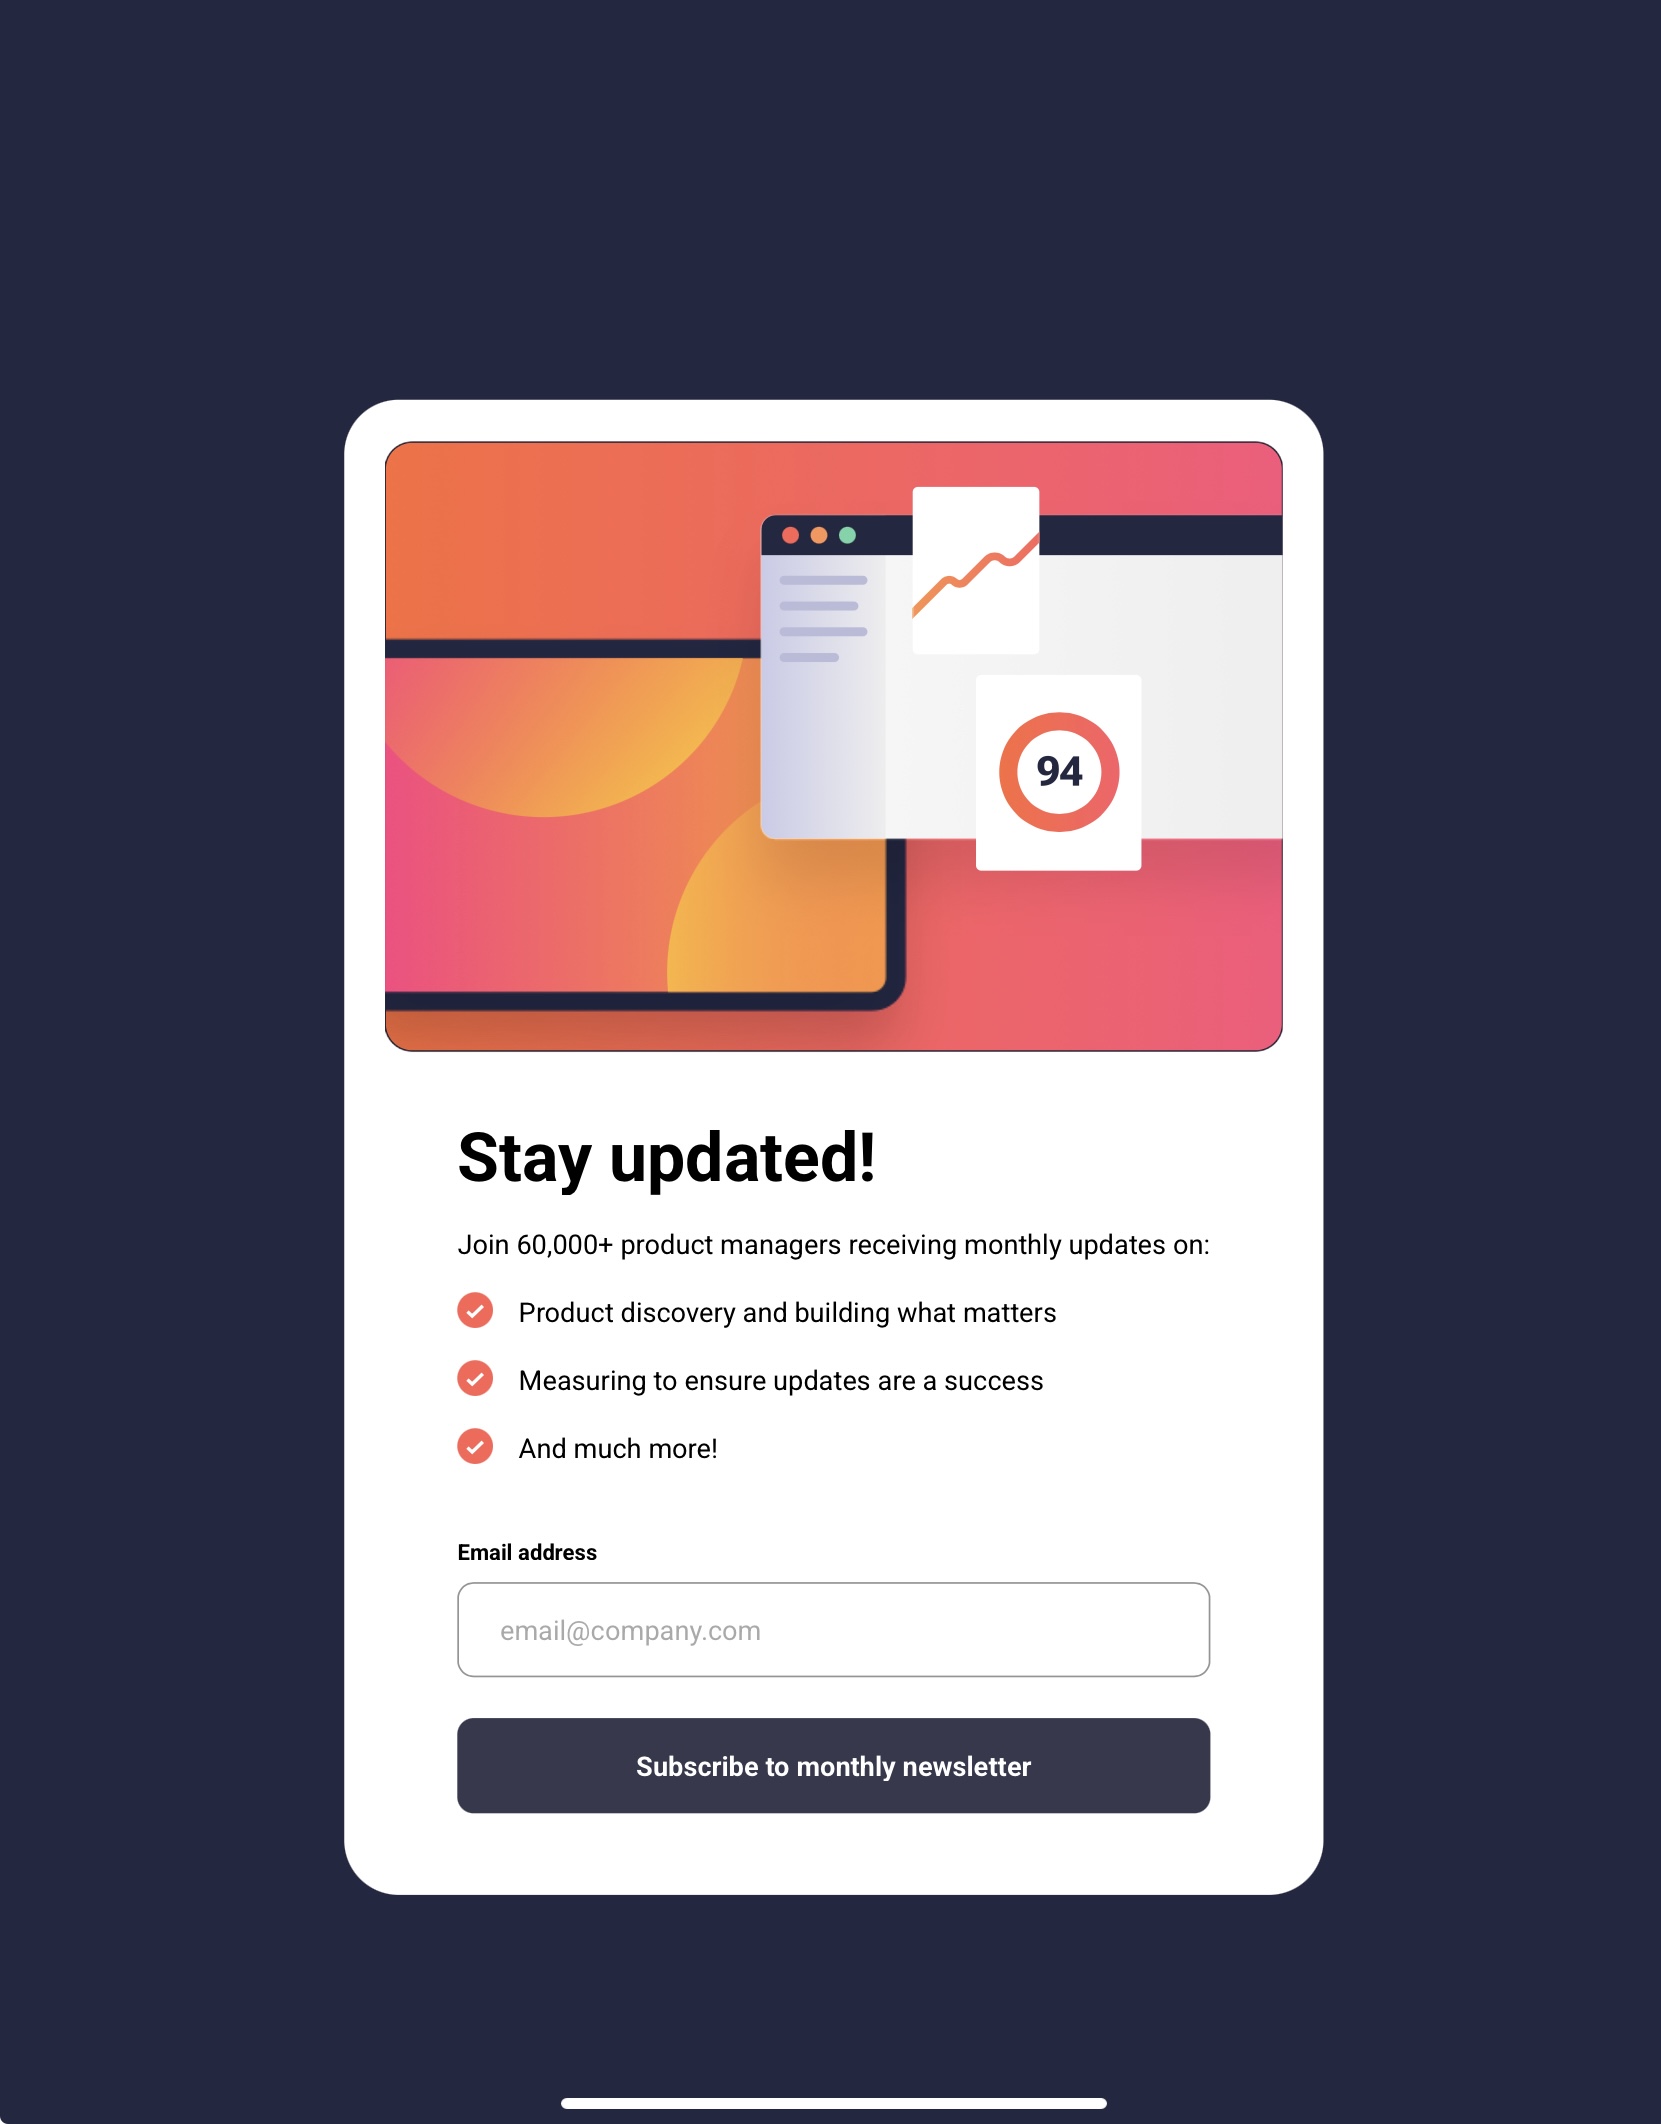 94
Stay updated!
Join 60,000+ product managers receiving monthly updates on:
Product discovery and building what matters
Measuring to ensure updates are a success
And much more!
Email address
email@company.com
Subscribe to monthly newsletter